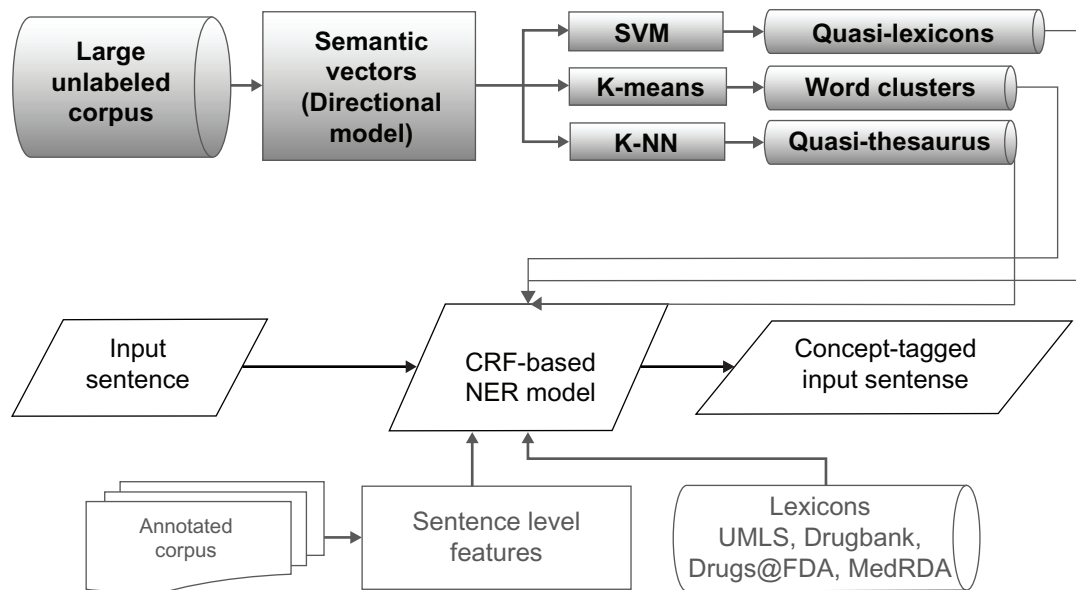 Large
unlabeled
corpus
Semantic
vectors
(Directional
model)
SVM
Quasi-lexicons
K-means
Word clusters
K-NN
Quasi-thesaurus
Input
sentence
CRF-based
NER model
Concept-tagged
input sentense
Annotated
corpus
Sentence level
features
Lexicons
UMLS, Drugbank,
Drugs@FDA, MedRDA